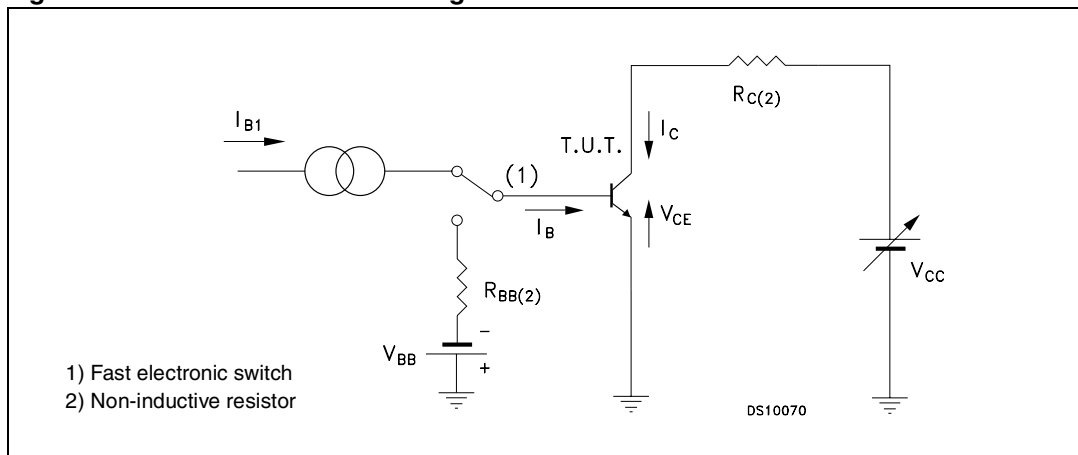 I_B1
T.U.T.
I_C
R_C(2)
(1)
I_B
V_CE
V_CC
R_BB(2)
V_BB
−
+
1) Fast electronic switch
2) Non-inductive resistor
DS10070